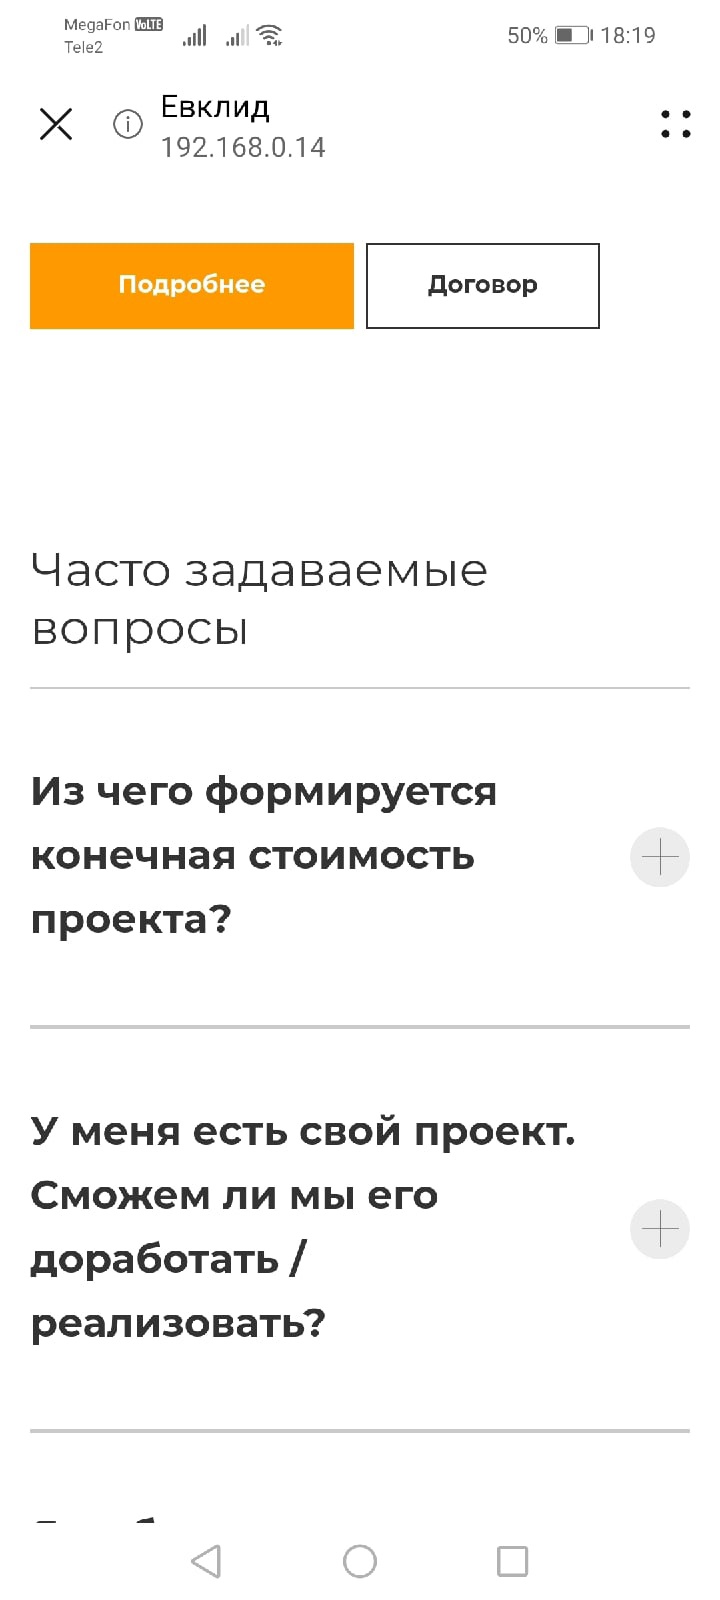 MegaFon VoLTE
Tele2
50% 18:19
Евклид
192.168.0.14
Подробнее
Договор
Часто задаваемые
вопросы
Из чего формируется
конечная стоимость
проекта?
У меня есть свой проект.
Сможем ли мы его
доработать /
реализовать?